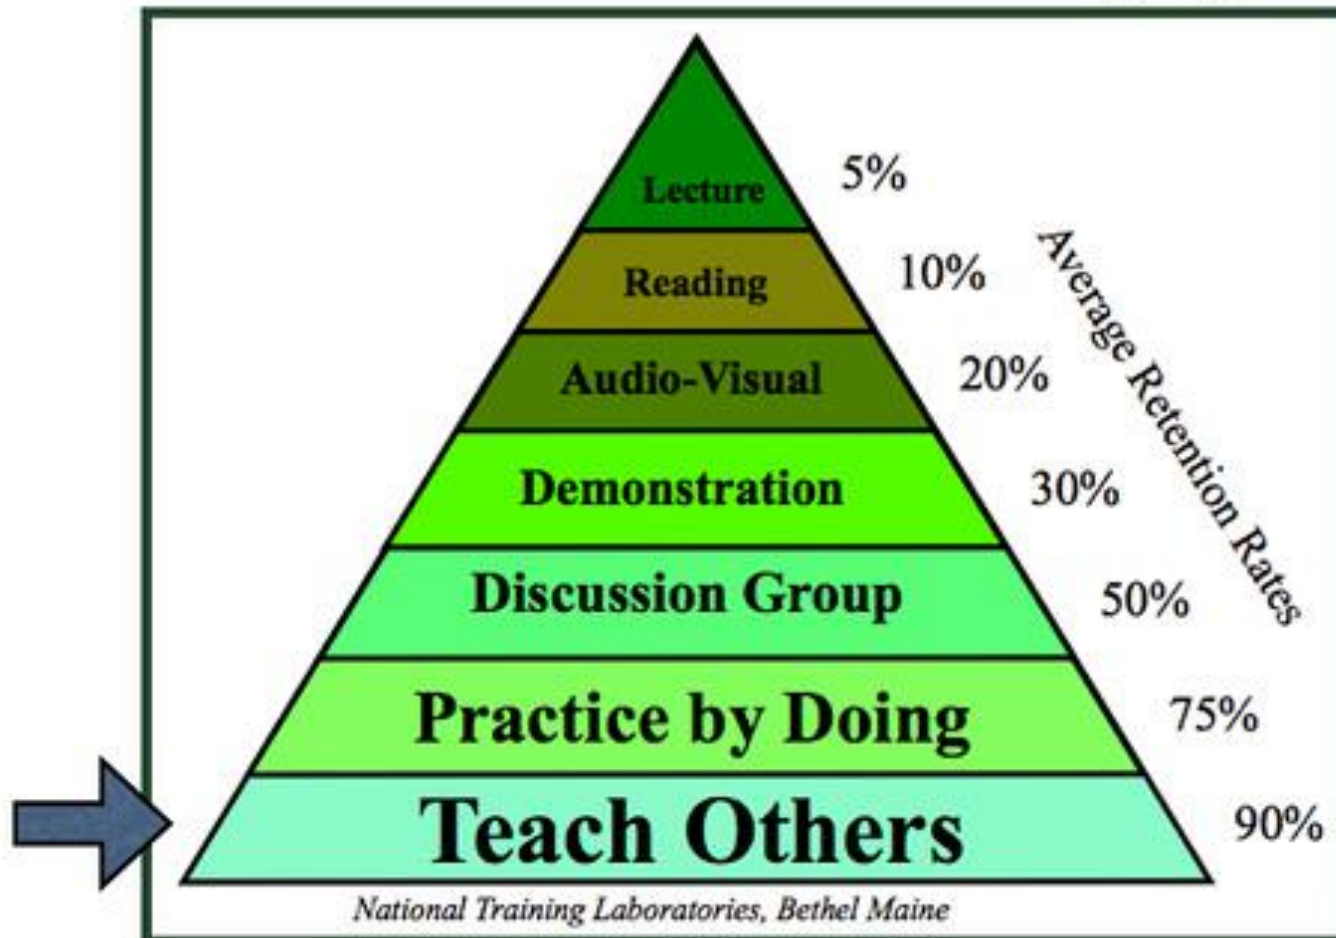 Lecture
5%
Reading
10%
Audio-Visual
20%
Demonstration
30%
Discussion Group
50%
Practice by Doing
75%
Teach Others
90%
Average Retention Rates
National Training Laboratories, Bethel Maine